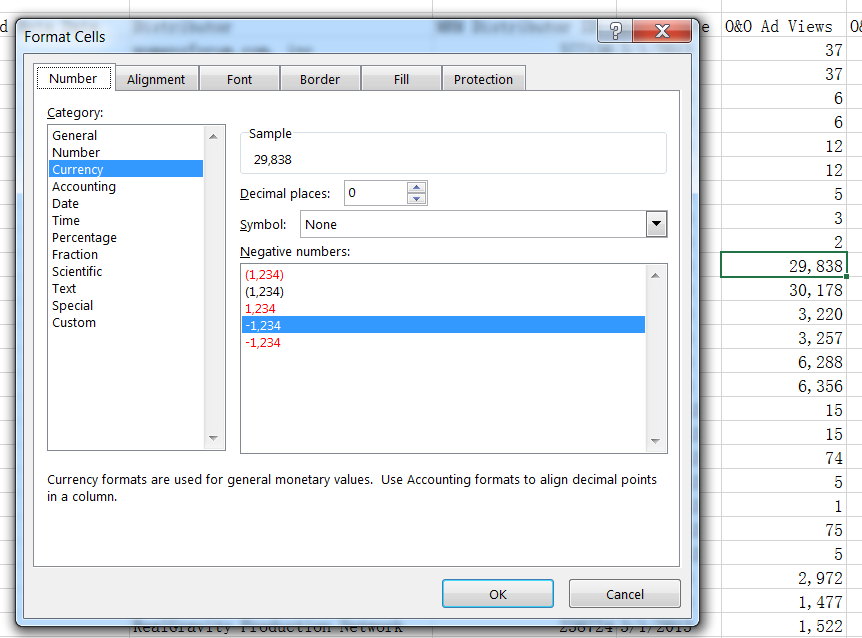 Format Cells
Number Alignment Font Border Fill Protection
Category:
General
Number
Currency
Accounting
Date
Time
Percentage
Fraction
Scientific
Text
Special
Custom
Sample
29,838
Decimal places: 0
Symbol: None
Negative numbers:
(1,234)
(1,234)
1,234
-1,234
-1,234
Currency formats are used for general monetary values. Use Accounting formats to align decimal points
in a column.
OK Cancel
O&O Ad Views
37
37
6
6
12
12
5
3
2
29,838
30,178
3,220
3,257
6,288
6,356
15
15
74
5
1
75
5
2,972
1,477
1,522
RealGravity Production Network